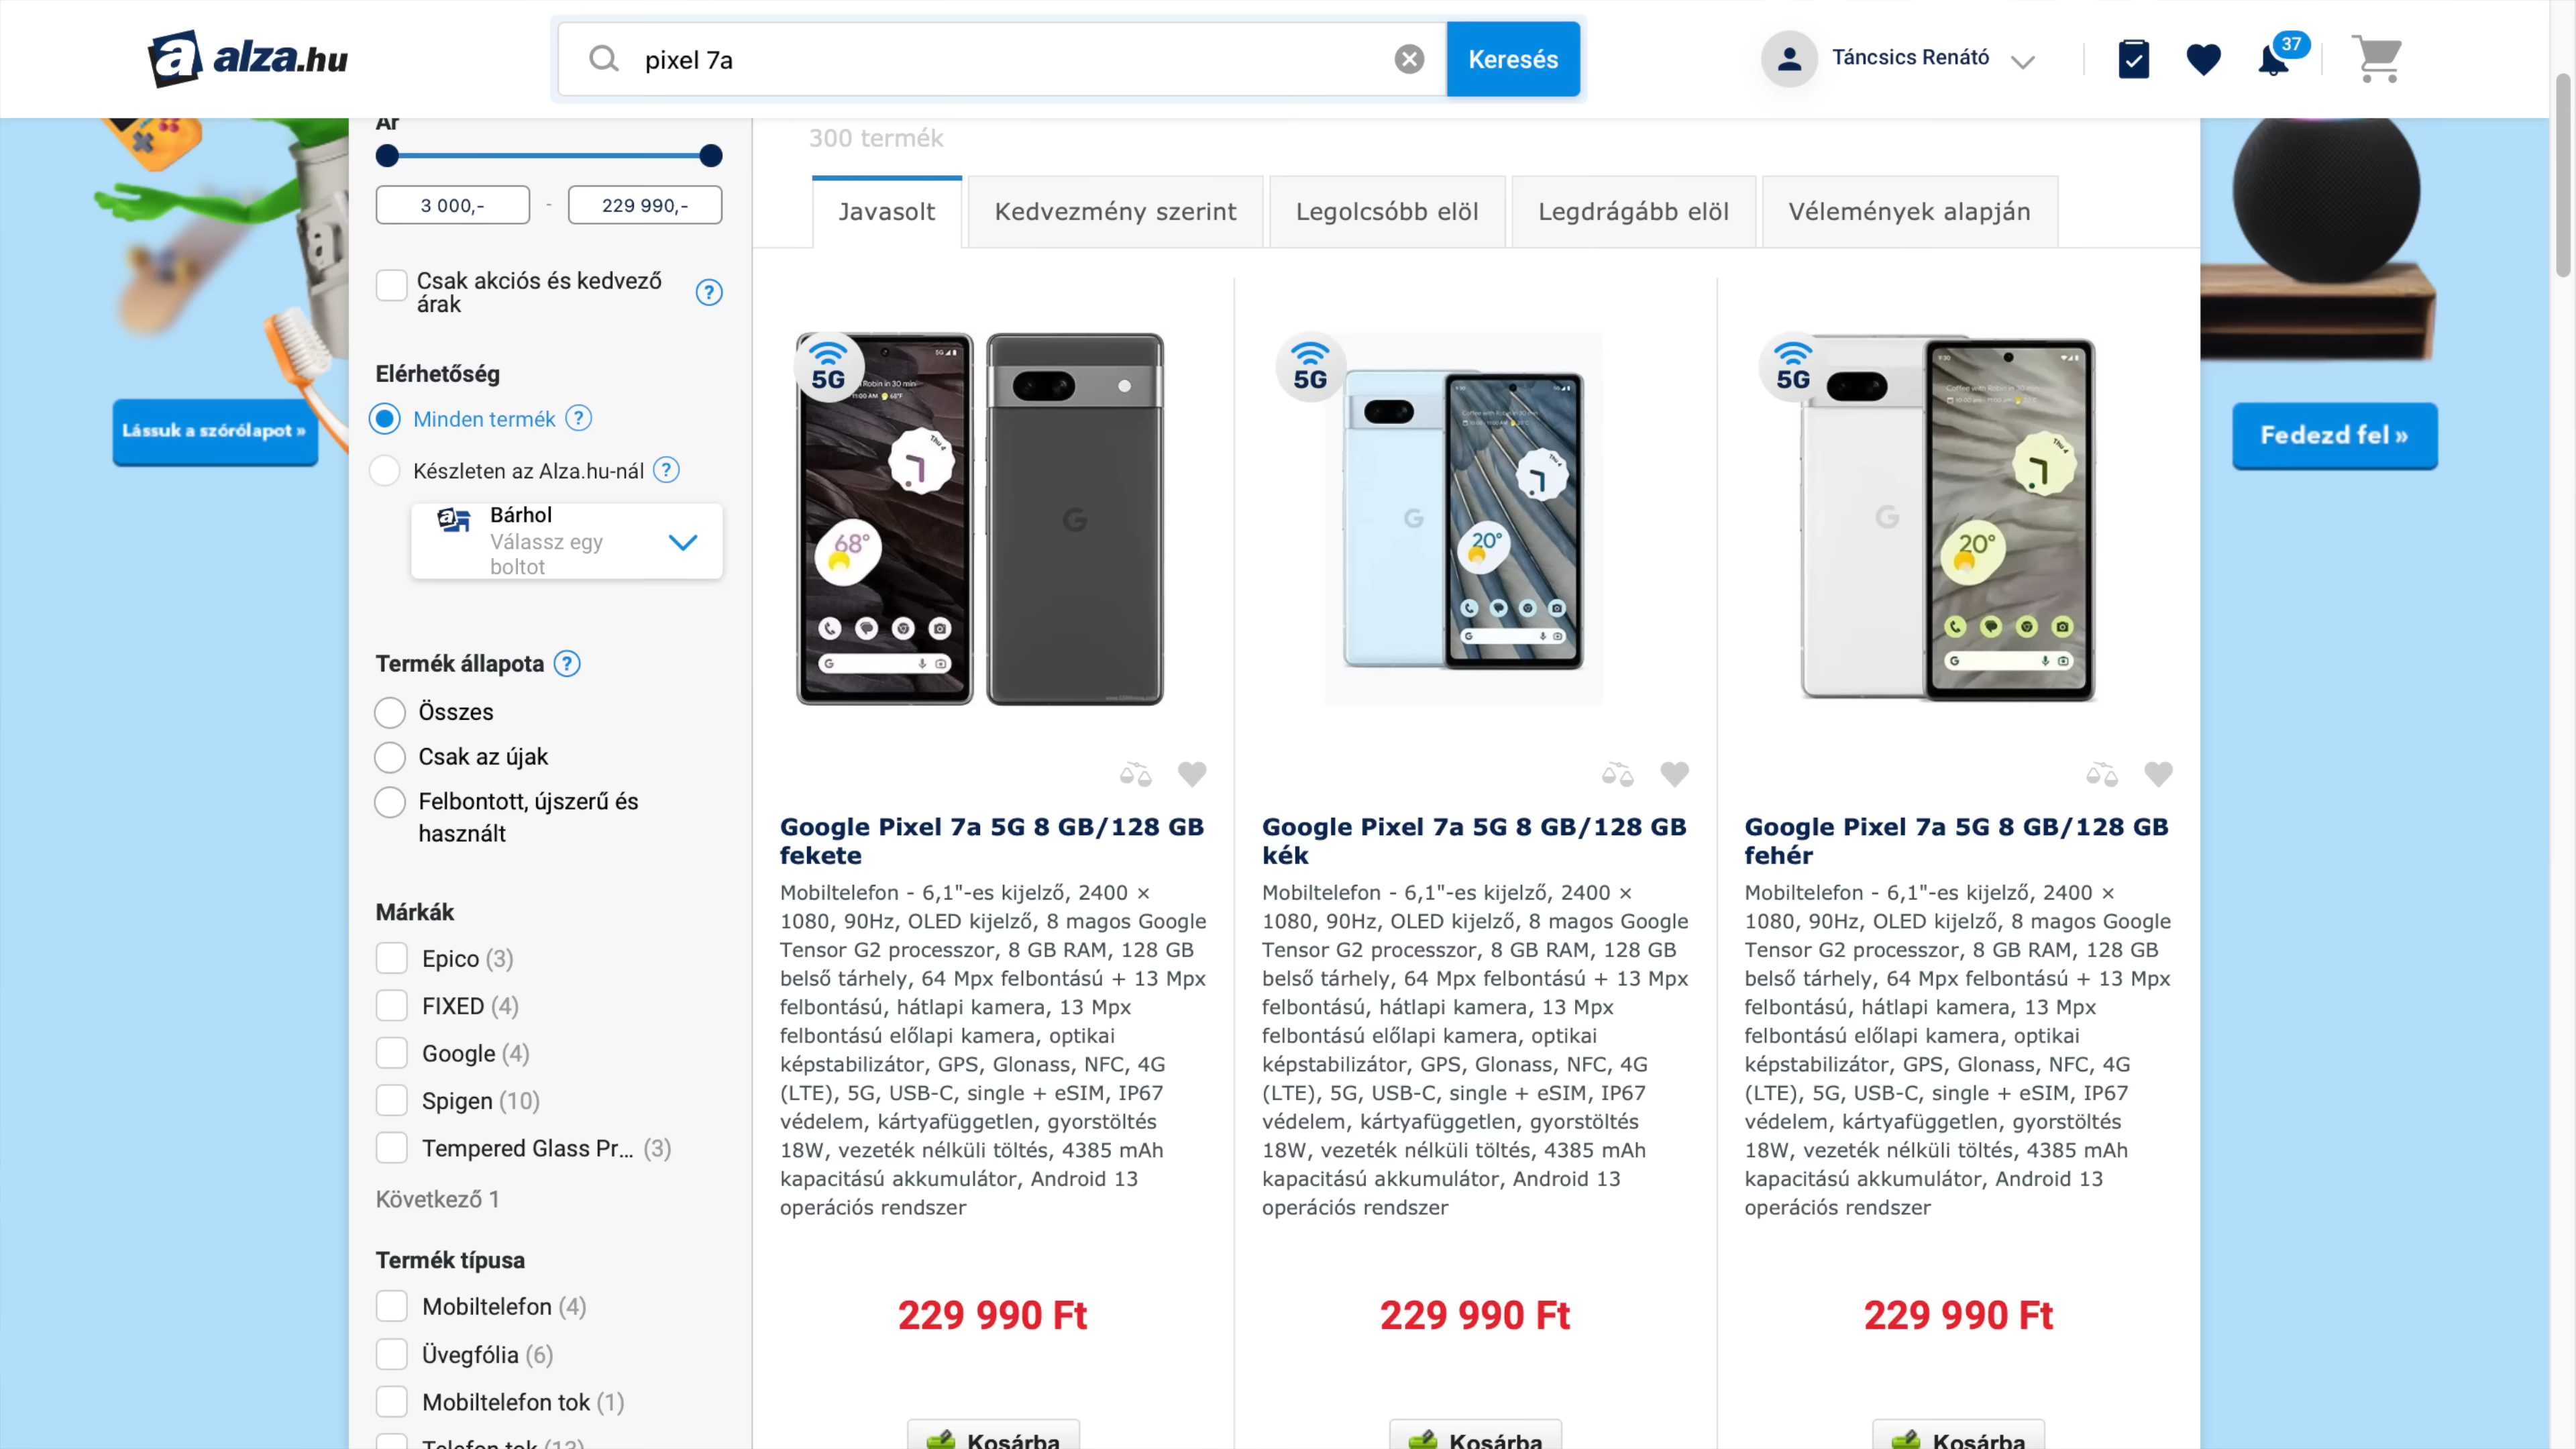 alza.hu
pixel 7a
Keresés
Táncsics Renátó
37
Ár
3 000,-
-
229 990,-
Csak akciós és kedvező
árak
?
Elérhetőség
Minden termék ?
Készleten az Alza.hu-nál ?
Bárhol
Válassz egy
boltot
Termék állapota ?
Összes
Csak az újak
Felbontott, újszerű és
használt
Márkák
Epico (3)
FIXED (4)
Google (4)
Spigen (10)
Tempered Glass Pr... (3)
Következő 1
Termék típusa
Mobiltelefon (4)
Üvegfólia (6)
Mobiltelefon tok (1)
Telefon tok (13)
Lássuk a szórólapot »
Fedezd fel »
300 termék
Javasolt
Kedvezmény szerint
Legolcsóbb elöl
Legdrágább elöl
Vélemények alapján
5G
68°
Google Pixel 7a 5G 8 GB/128 GB
fekete
Mobiltelefon - 6,1"-es kijelző, 2400 ×
1080, 90Hz, OLED kijelző, 8 magos Google
Tensor G2 processzor, 8 GB RAM, 128 GB
belső tárhely, 64 Mpx felbontású + 13 Mpx
felbontású, hátlapi kamera, 13 Mpx
felbontású előlapi kamera, optikai
képstabilizátor, GPS, Glonass, NFC, 4G
(LTE), 5G, USB-C, single + eSIM, IP67
védelem, kártyafüggetlen, gyorstöltés
18W, vezeték nélküli töltés, 4385 mAh
kapacitású akkumulátor, Android 13
operációs rendszer
229 990 Ft
Kosárba
5G
20°
Google Pixel 7a 5G 8 GB/128 GB
kék
Mobiltelefon - 6,1"-es kijelző, 2400 ×
1080, 90Hz, OLED kijelző, 8 magos Google
Tensor G2 processzor, 8 GB RAM, 128 GB
belső tárhely, 64 Mpx felbontású + 13 Mpx
felbontású, hátlapi kamera, 13 Mpx
felbontású előlapi kamera, optikai
képstabilizátor, GPS, Glonass, NFC, 4G
(LTE), 5G, USB-C, single + eSIM, IP67
védelem, kártyafüggetlen, gyorstöltés
18W, vezeték nélküli töltés, 4385 mAh
kapacitású akkumulátor, Android 13
operációs rendszer
229 990 Ft
Kosárba
5G
20°
Google Pixel 7a 5G 8 GB/128 GB
fehér
Mobiltelefon - 6,1"-es kijelző, 2400 ×
1080, 90Hz, OLED kijelző, 8 magos Google
Tensor G2 processzor, 8 GB RAM, 128 GB
belső tárhely, 64 Mpx felbontású + 13 Mpx
felbontású, hátlapi kamera, 13 Mpx
felbontású előlapi kamera, optikai
képstabilizátor, GPS, Glonass, NFC, 4G
(LTE), 5G, USB-C, single + eSIM, IP67
védelem, kártyafüggetlen, gyorstöltés
18W, vezeték nélküli töltés, 4385 mAh
kapacitású akkumulátor, Android 13
operációs rendszer
229 990 Ft
Kosárba